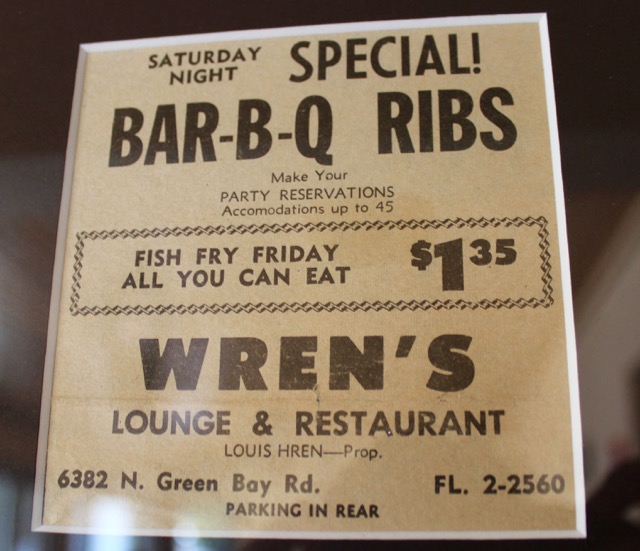 SATURDAY NIGHT SPECIAL!
BAR-B-Q RIBS
Make Your
PARTY RESERVATIONS
Accomodations up to 45
FISH FRY FRIDAY
ALL YOU CAN EAT $1 35
WREN'S
LOUNGE & RESTAURANT
LOUIS HREN—Prop.
6382 N. Green Bay Rd. FL. 2-2560
PARKING IN REAR